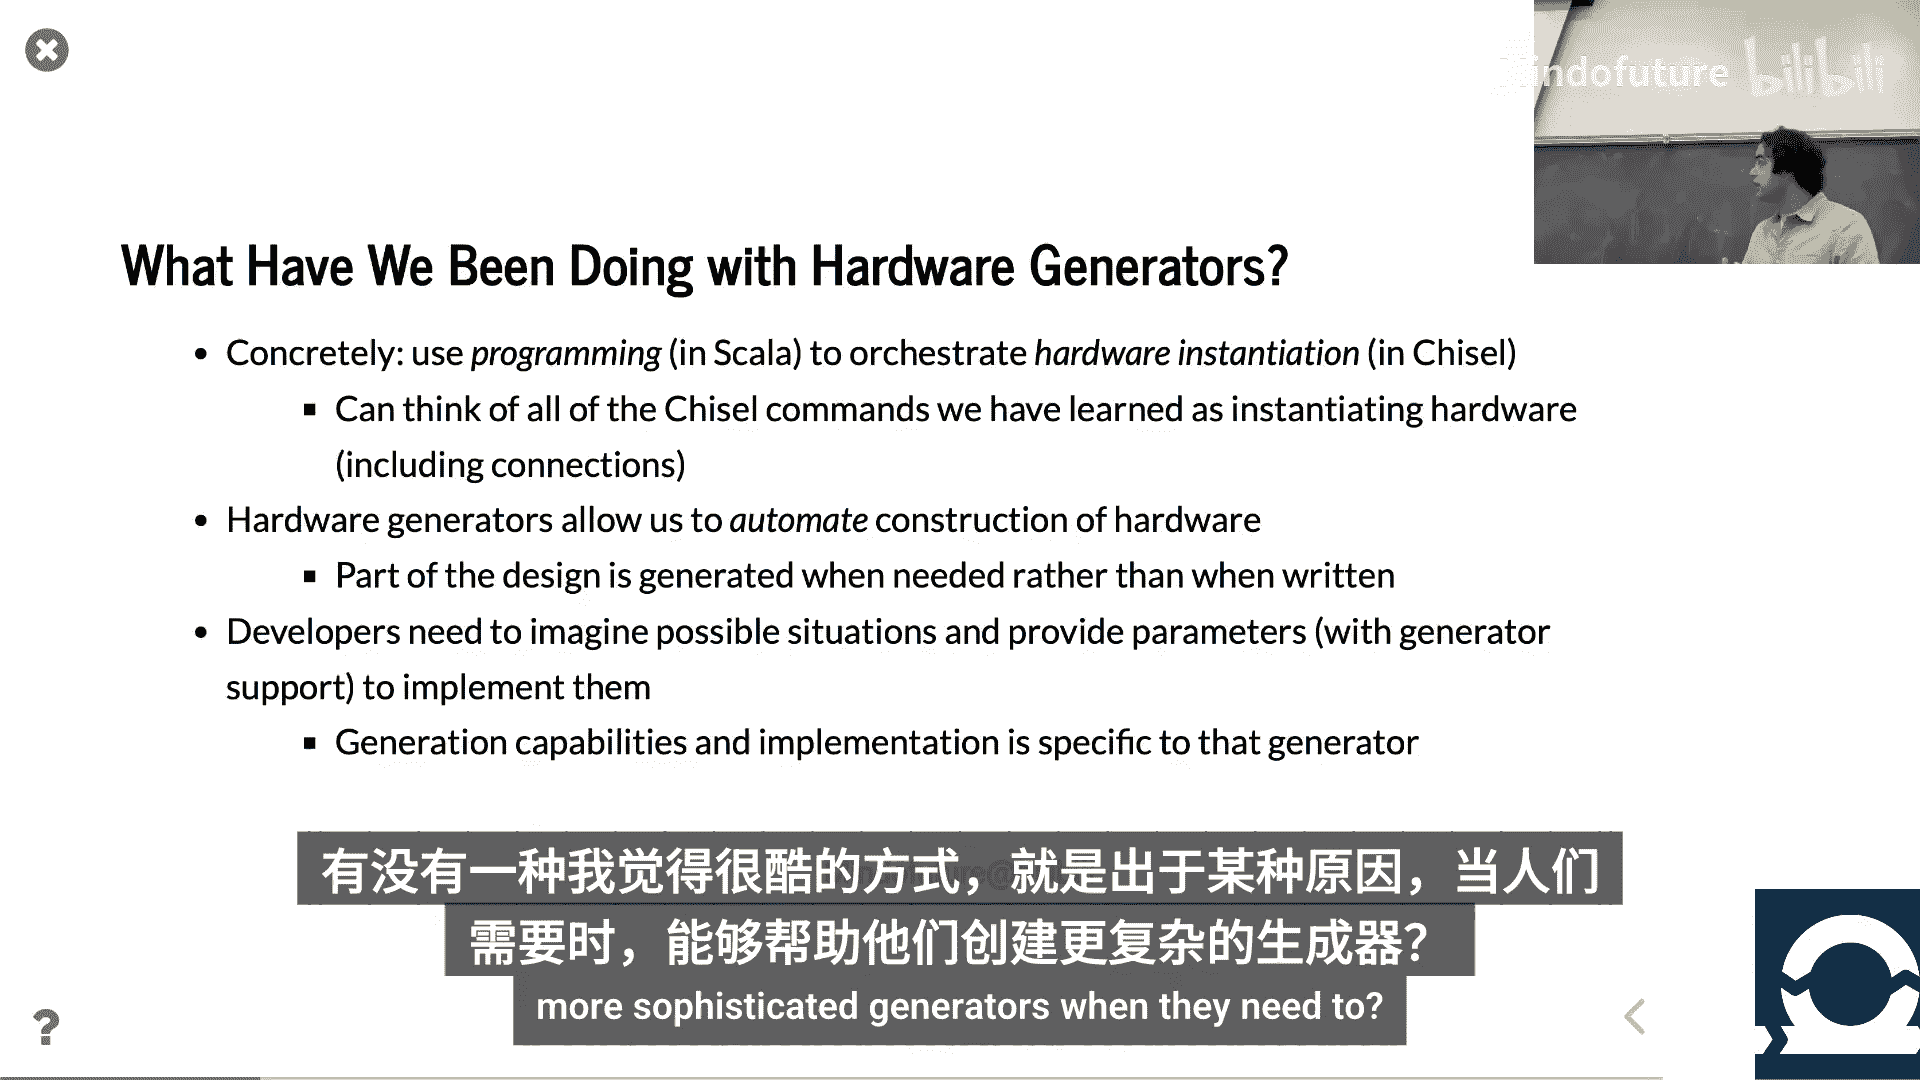 indofuture bilibili
What Have We Been Doing with Hardware Generators?
• Concretely: use programming (in Scala) to orchestrate hardware instantiation (in Chisel)
▪ Can think of all of the Chisel commands we have learned as instantiating hardware
(including connections)
• Hardware generators allow us to automate construction of hardware
▪ Part of the design is generated when needed rather than when written
• Developers need to imagine possible situations and provide parameters (with generator
support) to implement them
▪ Generation capabilities and implementation is specific to that generator
有没有一种我觉得很酷的方式，就是出于某种原因，当人们
需要时，能够帮助他们创建更复杂的生成器？
more sophisticated generators when they need to?
?